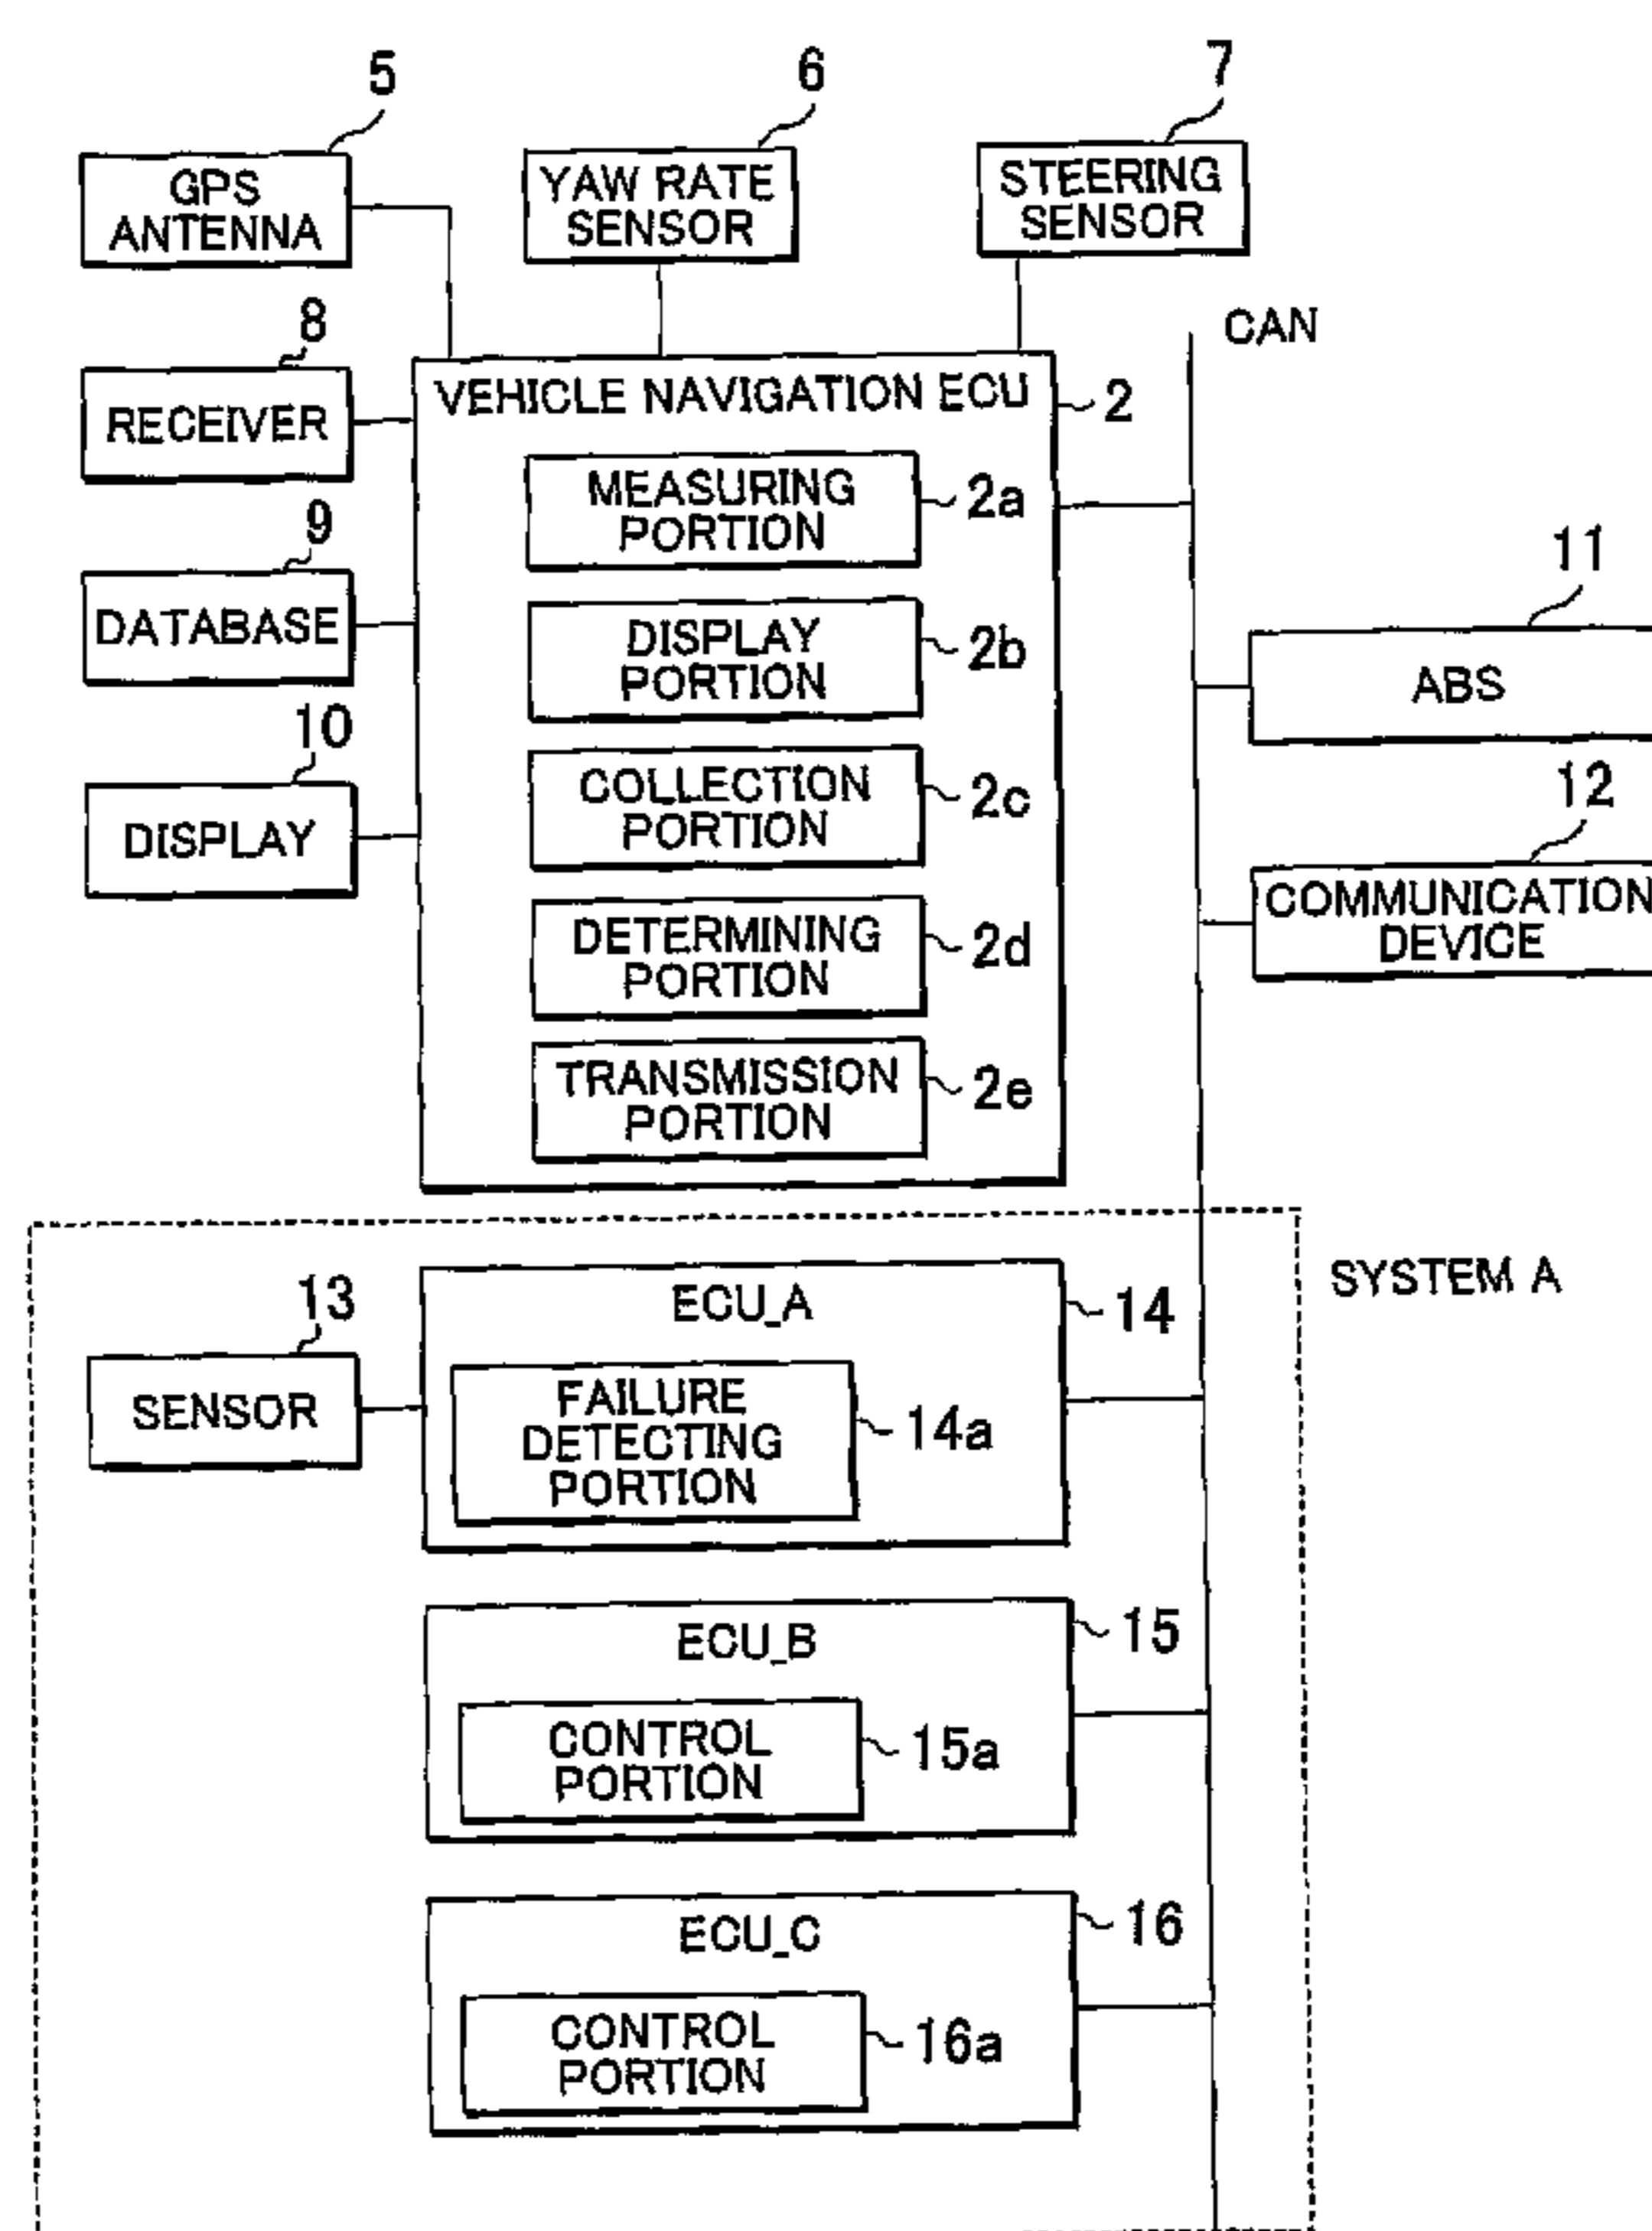 5
6
7
GPS
ANTENNA
YAW RATE
SENSOR
STEERING
SENSOR
CAN
8
RECEIVER
VEHICLE NAVIGATION ECU
2
MEASURING
PORTION
2a
9
DATABASE
DISPLAY
PORTION
2b
11
ABS
10
DISPLAY
COLLECTION
PORTION
2c
12
COMMUNICATION
DEVICE
DETERMINING
PORTION
2d
TRANSMISSION
PORTION
2e
SYSTEM A
13
SENSOR
ECU_A
14
FAILURE
DETECTING
PORTION
14a
ECU_B
15
CONTROL
PORTION
15a
ECU_C
16
CONTROL
PORTION
16a